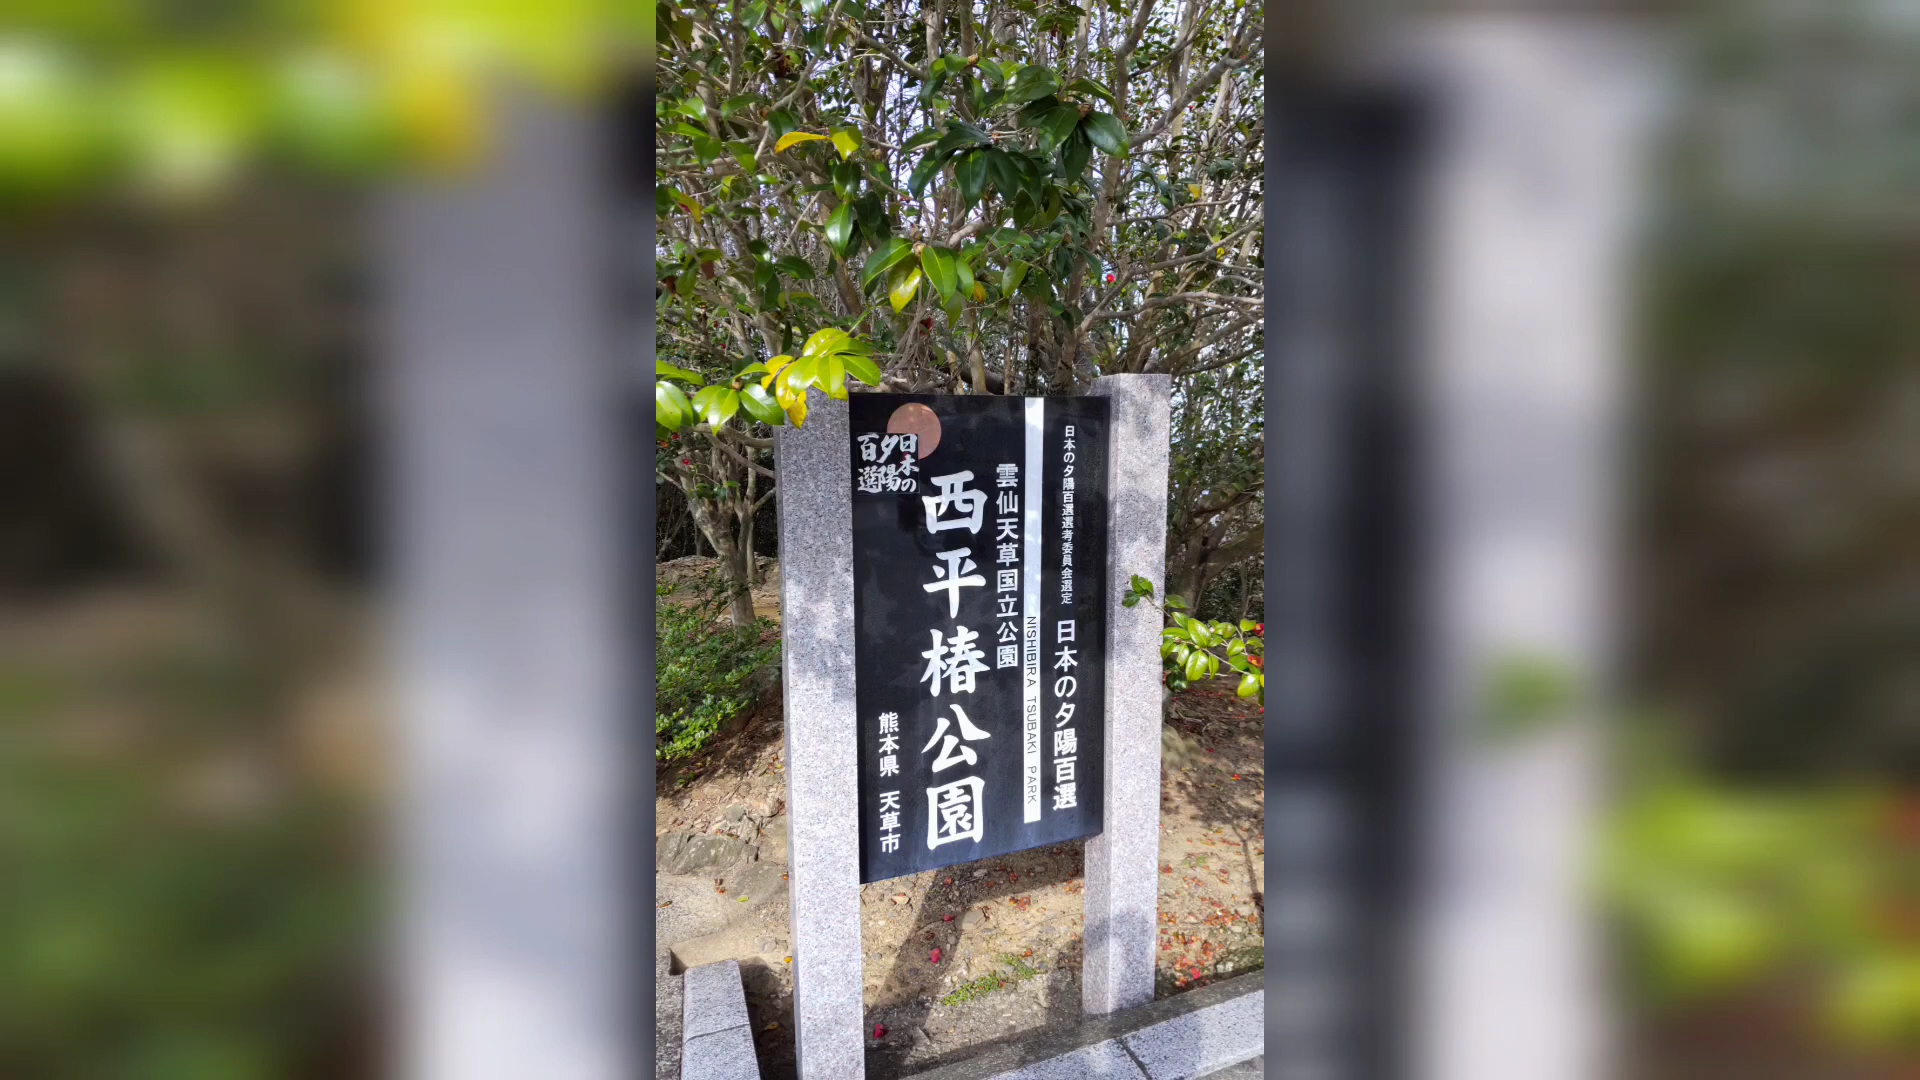 日本の夕陽百選選考委員会選定 日本の夕陽百選
NISHIBIRA TSUBAKI PARK
雲仙天草国立公園
西平椿公園
熊本県 天草市
日本の
夕陽
百選